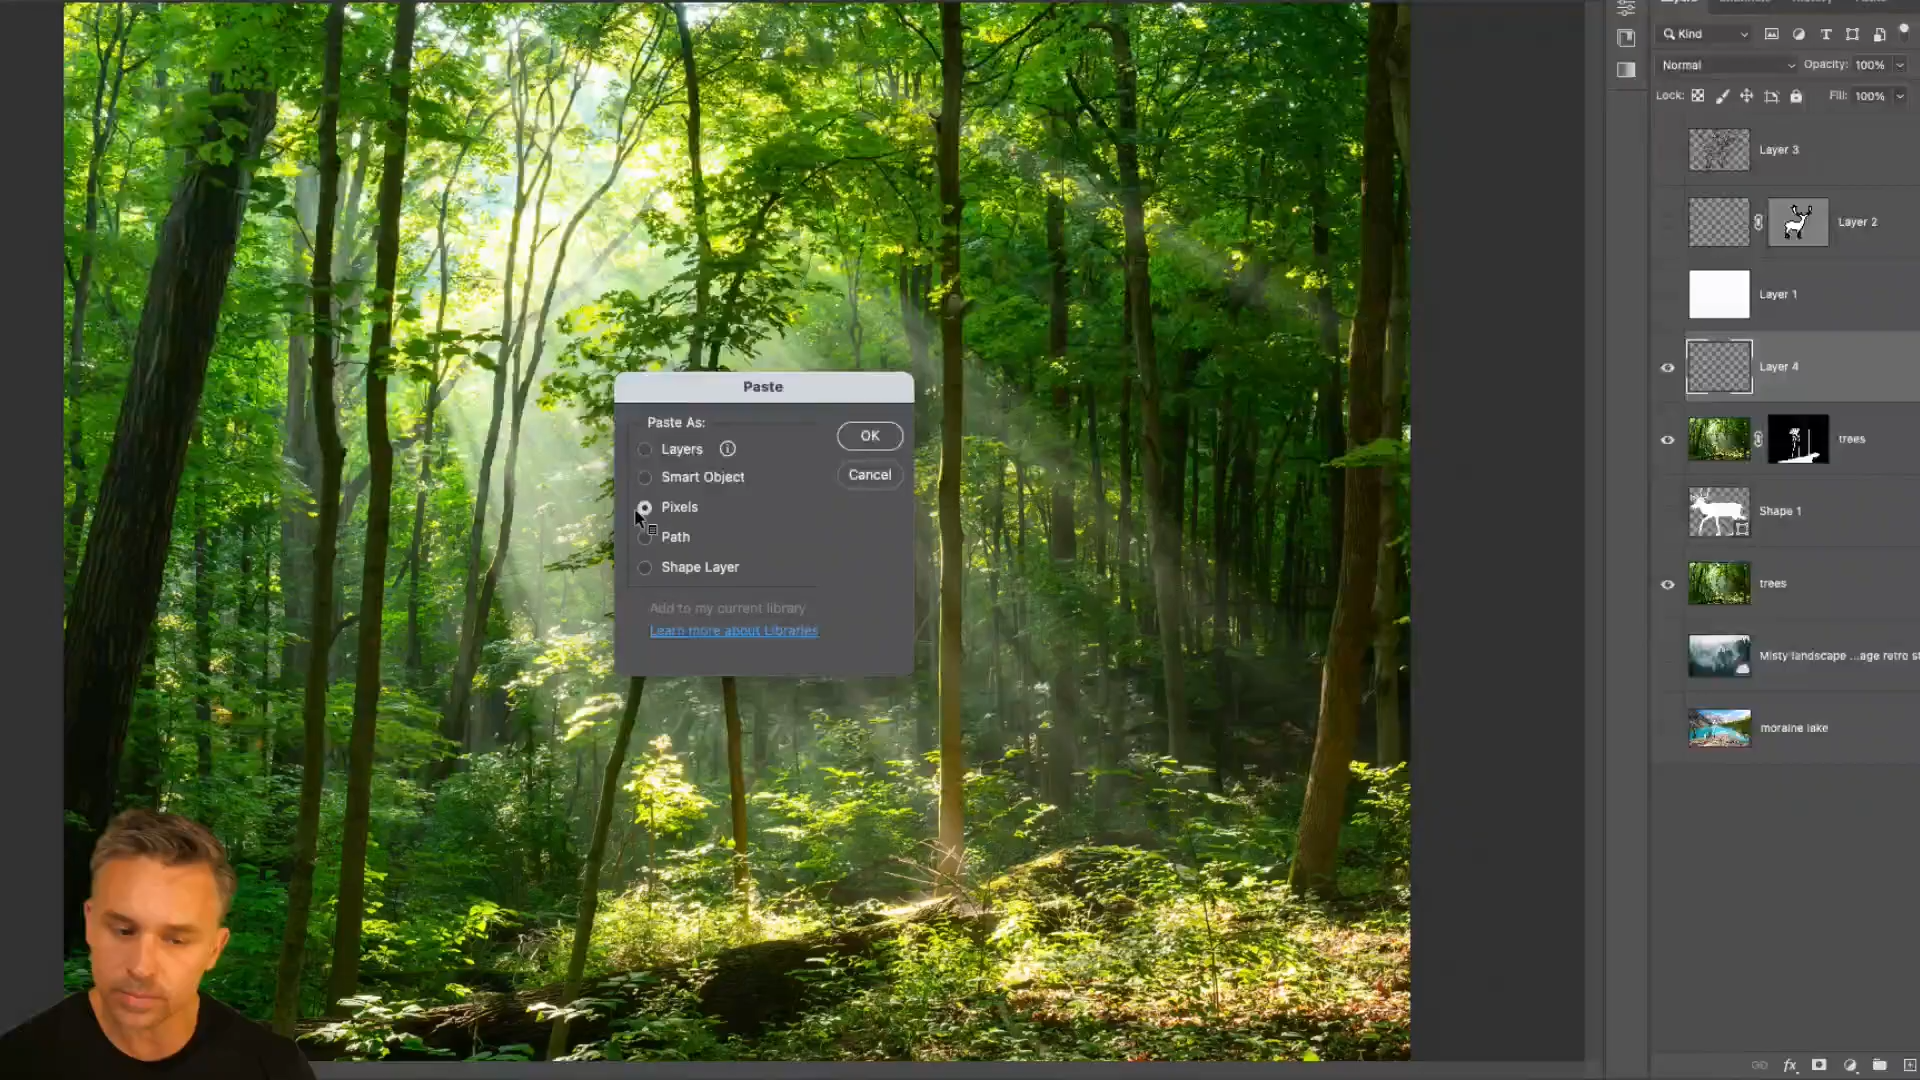 Kind
Normal
Opacity: 100%
Lock:
Fill: 100%
Layer 3
Layer 2
Layer 1
Layer 4
trees
Shape 1
trees
Misty landscape ...age retro st
moraine lake
fx
Paste
Paste As:
Layers
Smart Object
Pixels
Path
Shape Layer
OK
Cancel
Add to my current library
Learn more about Libraries